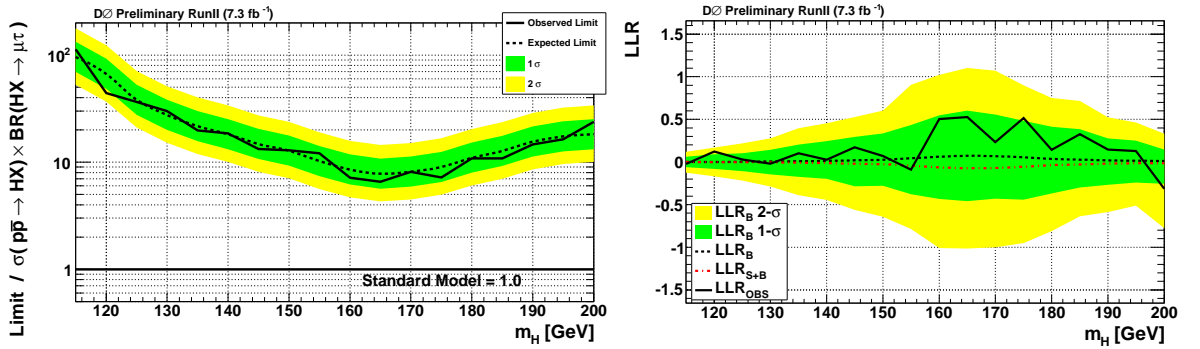 DØ Preliminary RunII (7.3 fb⁻¹)
Limit / σ( pp̅ → HX) × BR(HX → μτ)
Observed Limit
Expected Limit
1 σ
2 σ
10²
10
1
Standard Model = 1.0
120 130 140 150 160 170 180 190 200
m_H [GeV]
DØ Preliminary RunII (7.3 fb⁻¹)
LLR
1.5
1
0.5
0
-0.5
-1
-1.5
LLR_B 2-σ
LLR_B 1-σ
LLR_B
LLR_S+B
LLR_OBS
120 130 140 150 160 170 180 190 200
m_H [GeV]